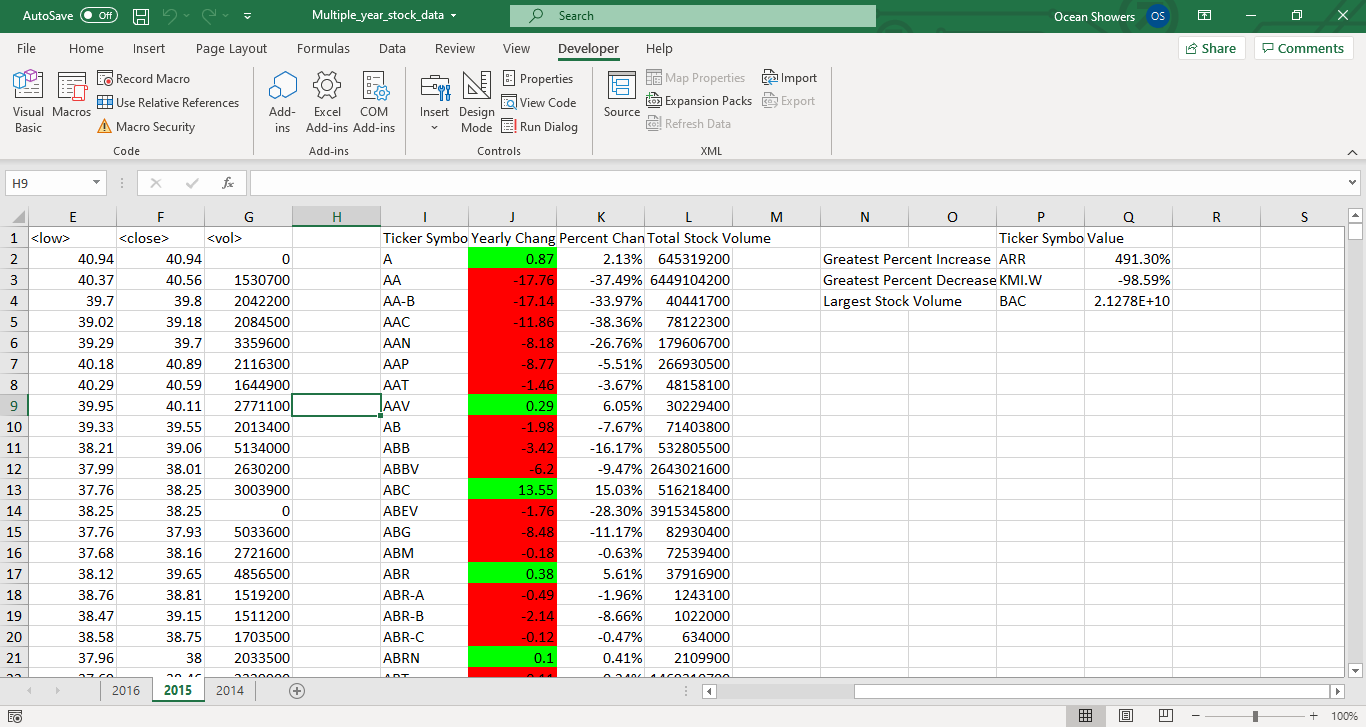 AutoSave Off Multiple_year_stock_data Search Ocean Showers OS
File Home Insert Page Layout Formulas Data Review View Developer Help Share Comments
Visual Basic
Macros
Record Macro
Use Relative References
Macro Security
Code
Add-ins
Excel Add-ins
COM Add-ins
Add-ins
Insert
Design Mode
Properties
View Code
Run Dialog
Controls
Source
Map Properties
Expansion Packs
Refresh Data
Import
Export
XML
H9 fx
E F G H I J K L M N O P Q R S
1 <low> <close> <vol> Ticker Symbo Yearly Chang Percent Chan Total Stock Volume Ticker Symbo Value
2 40.94 40.94 0 A 0.87 2.13% 645319200 Greatest Percent Increase ARR 491.30%
3 40.37 40.56 1530700 AA -17.76 -37.49% 6449104200 Greatest Percent Decrease KMI.W -98.59%
4 39.7 39.8 2042200 AA-B -17.14 -33.97% 40441700 Largest Stock Volume BAC 2.1278E+10
5 39.02 39.18 2084500 AAC -11.86 -38.36% 78122300
6 39.29 39.7 3359600 AAN -8.18 -26.76% 179606700
7 40.18 40.89 2116300 AAP -8.77 -5.51% 266930500
8 40.29 40.59 1644900 AAT -1.46 -3.67% 48158100
9 39.95 40.11 2771100 AAV 0.29 6.05% 30229400
10 39.33 39.55 2013400 AB -1.98 -7.67% 71403800
11 38.21 39.06 5134000 ABB -3.42 -16.17% 532805500
12 37.99 38.01 2630200 ABBV -6.2 -9.47% 2643021600
13 37.76 38.25 3003900 ABC 13.55 15.03% 516218400
14 38.25 38.25 0 ABEV -1.76 -28.30% 3915345800
15 37.76 37.93 5033600 ABG -8.48 -11.17% 82930400
16 37.68 38.16 2721600 ABM -0.18 -0.63% 72539400
17 38.12 39.65 4856500 ABR 0.38 5.61% 37916900
18 38.76 38.81 1519200 ABR-A -0.49 -1.96% 1243100
19 38.47 39.15 1511200 ABR-B -2.14 -8.66% 1022000
20 38.58 38.75 1703500 ABR-C -0.12 -0.47% 634000
21 37.96 38 2033500 ABRN 0.1 0.41% 2109900
2016 2015 2014
100%